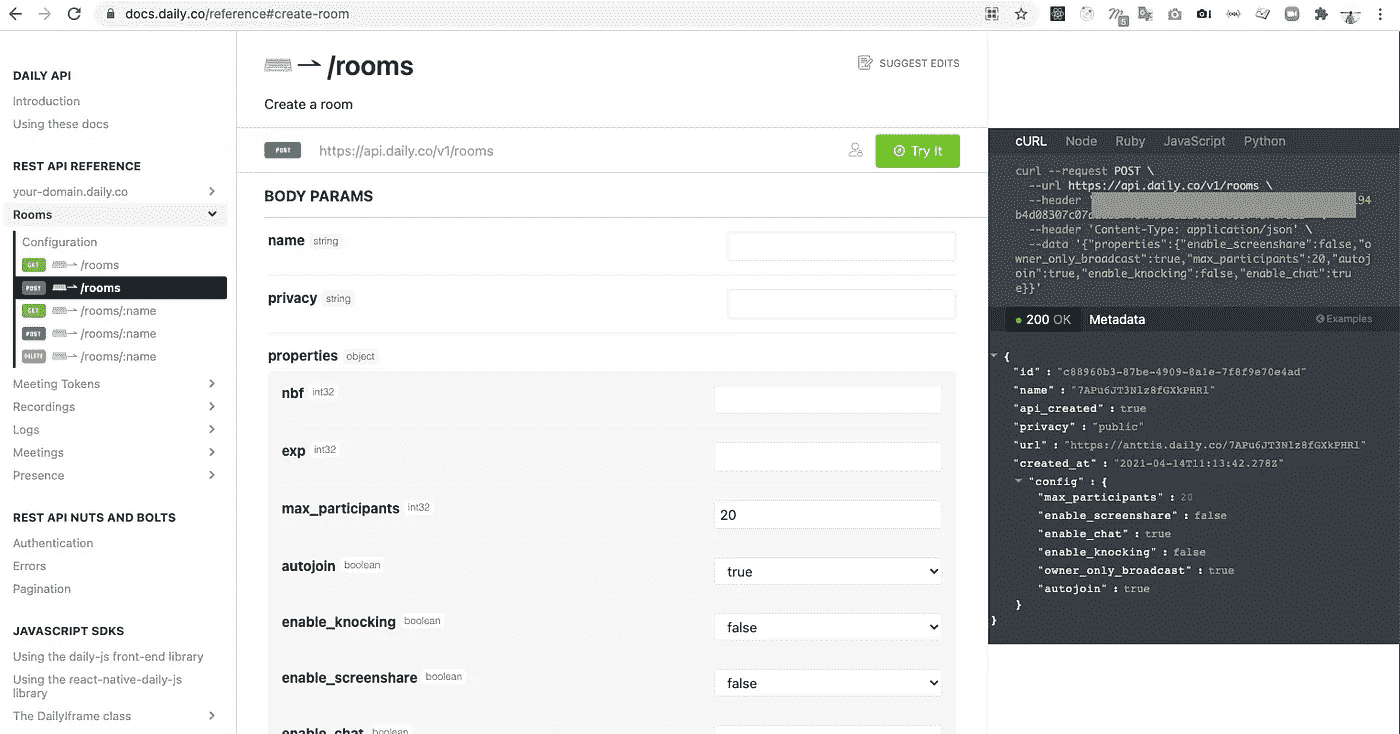 docs.daily.co/reference#create-room
5
DAILY API
Introduction
Using these docs
REST API REFERENCE
your-domain.daily.co
Rooms
Configuration
GET /rooms
POST /rooms
GET /rooms/:name
POST /rooms/:name
DELETE /rooms/:name
Meeting Tokens
Recordings
Logs
Meetings
Presence
REST API NUTS AND BOLTS
Authentication
Errors
Pagination
JAVASCRIPT SDKS
Using the daily-js front-end library
Using the react-native-daily-js
library
The DailyIframe class
/rooms
SUGGEST EDITS
Create a room
POST https://api.daily.co/v1/rooms
Try It
BODY PARAMS
name string
privacy string
properties object
nbf int32
exp int32
max_participants int32 20
autojoin boolean true
enable_knocking boolean false
enable_screenshare boolean false
enable_chat boolean
cURL Node Ruby JavaScript Python
curl --request POST \
--url https://api.daily.co/v1/rooms \
--header '
94
b4d08307c07
--header 'Content-Type: application/json' \
--data '{"properties":{"enable_screenshare":false,"o
wner_only_broadcast":true,"max_participants":20,"autoj
oin":true,"enable_knocking":false,"enable_chat":tru
e}}'
200 OK Metadata Examples
{
"id" : "c88960b3-87be-4909-8a1e-7f8f9e70e4ad"
"name" : "7APu6JT3Nlz8fGXkPHRl"
"api_created" : true
"privacy" : "public"
"url" : "https://anttis.daily.co/7APu6JT3Nlz8fGXkPHRl"
"created_at" : "2021-04-14T11:13:42.278Z"
"config" : {
"max_participants" : 20
"enable_screenshare" : false
"enable_chat" : true
"enable_knocking" : false
"owner_only_broadcast" : true
"autojoin" : true
}
}